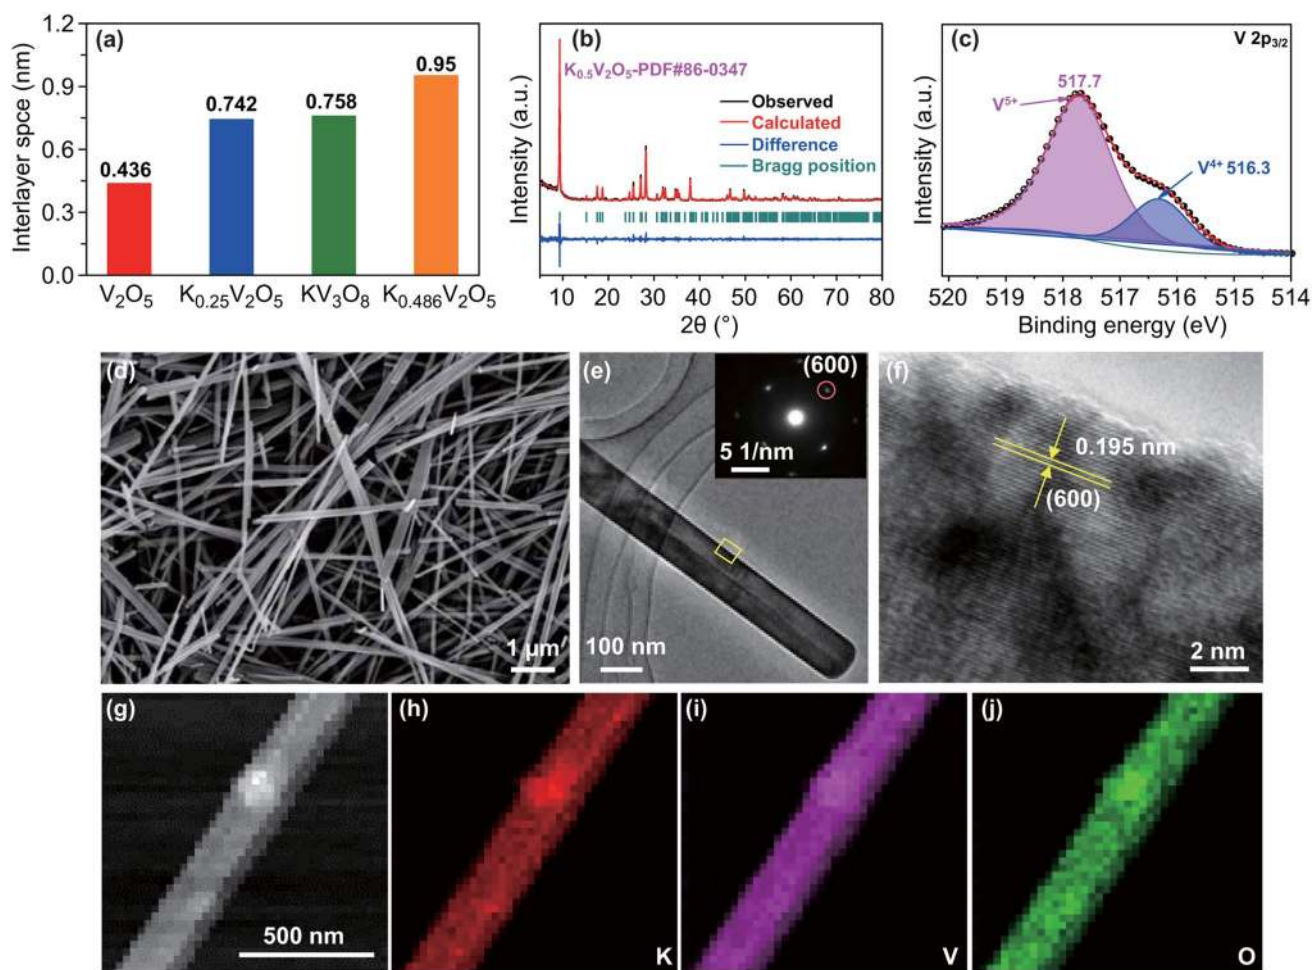 (a)
1.2
0.9
0.6
0.3
0.0
Interlayer spce (nm)
0.436
0.742
0.758
0.95
V₂O₅
K₀.₂₅V₂O₅
KV₃O₈
K₀.₄₈₆V₂O₅
(b)
K₀.₅V₂O₅-PDF#86-0347
Observed
Calculated
Difference
Bragg position
Intensity (a.u.)
10 20 30 40 50 60 70 80
2θ (°)
(c)
V 2p₃/₂
517.7
V⁵⁺
V⁴⁺ 516.3
Intensity (a.u.)
520 519 518 517 516 515 514
Binding energy (eV)
(d)
1 μm
(e)
(600)
5 1/nm
100 nm
(f)
0.195 nm
(600)
2 nm
(g)
500 nm
(h)
K
(i)
V
(j)
O